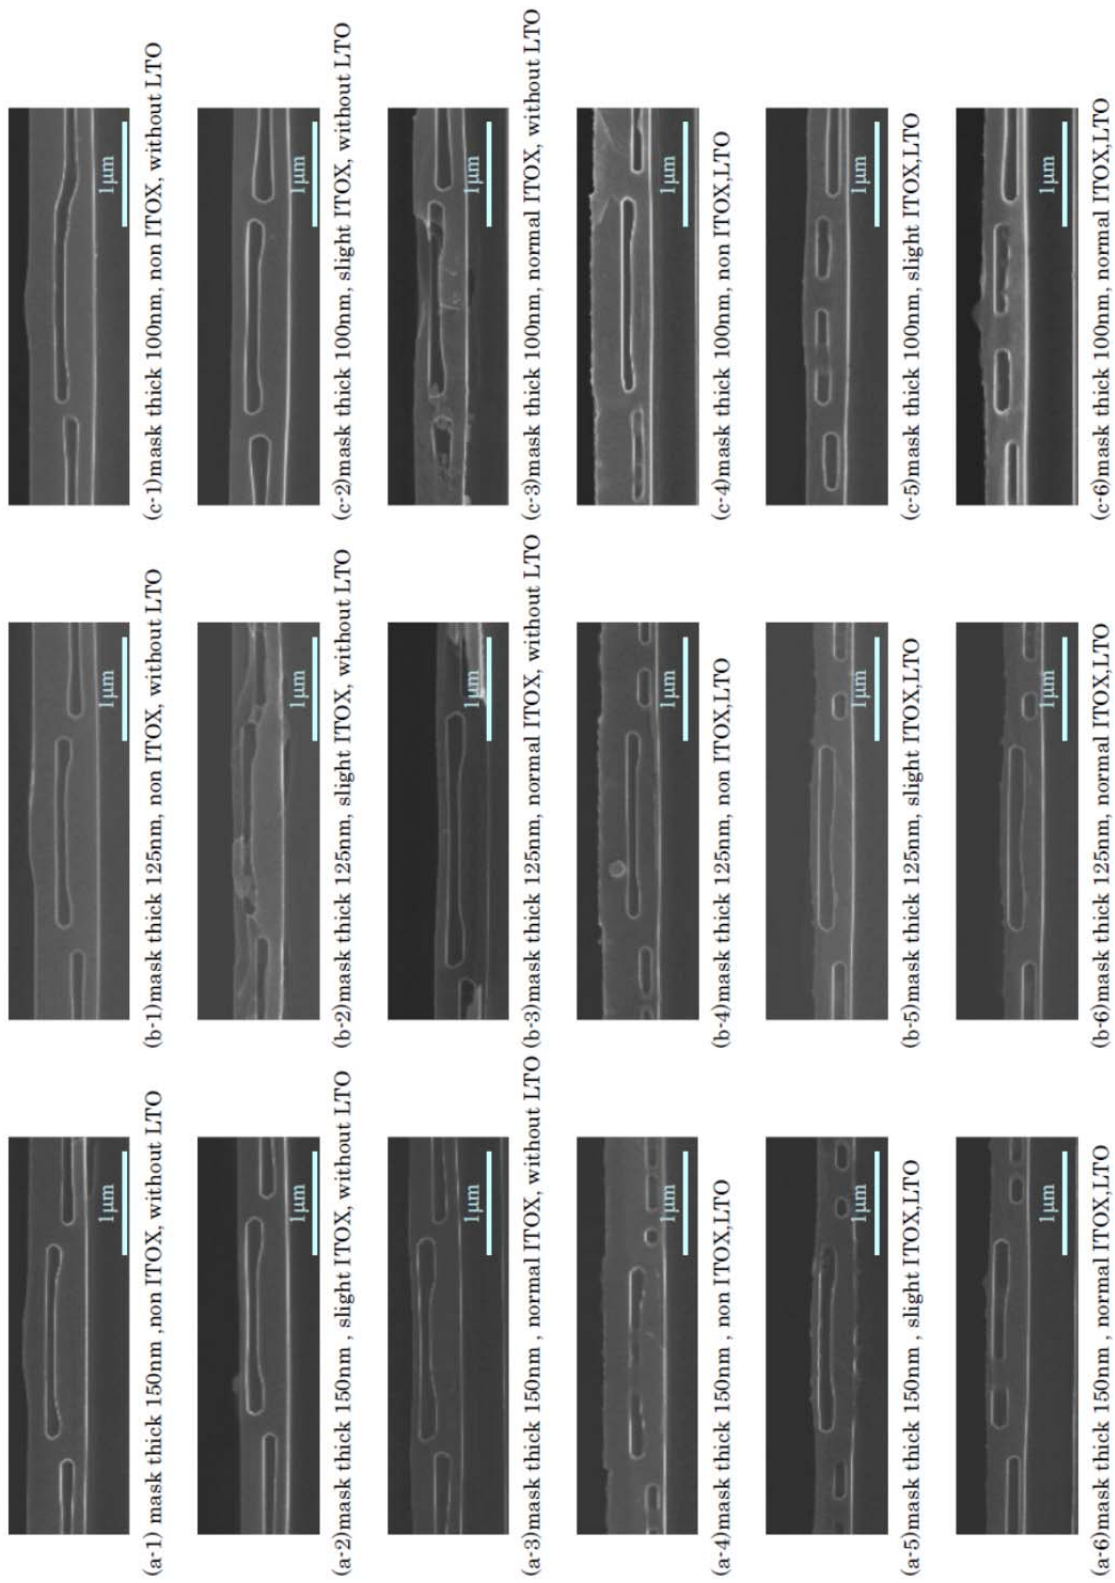 1μm
(a-1) mask thick 150nm ,non ITOX, without LTO
1μm
(b-1)mask thick 125nm, non ITOX, without LTO
1μm
(c-1)mask thick 100nm, non ITOX, without LTO
1μm
(a-2)mask thick 150nm , slight ITOX, without LTO
1μm
(b-2)mask thick 125nm, slight ITOX, without LTO
1μm
(c-2)mask thick 100nm, slight ITOX, without LTO
1μm
(a-3)mask thick 150nm , normal ITOX, without LTO
1μm
(b-3)mask thick 125nm, normal ITOX, without LTO
1μm
(c-3)mask thick 100nm, normal ITOX, without LTO
1μm
(a-4)mask thick 150nm , non ITOX,LTO
1μm
(b-4)mask thick 125nm, non ITOX,LTO
1μm
(c-4)mask thick 100nm, non ITOX,LTO
1μm
(a-5)mask thick 150nm , slight ITOX,LTO
1μm
(b-5)mask thick 125nm, slight ITOX,LTO
1μm
(c-5)mask thick 100nm, slight ITOX,LTO
1μm
(a-6)mask thick 150nm , normal ITOX,LTO
1μm
(b-6)mask thick 125nm, normal ITOX,LTO
1μm
(c-6)mask thick 100nm, normal ITOX,LTO